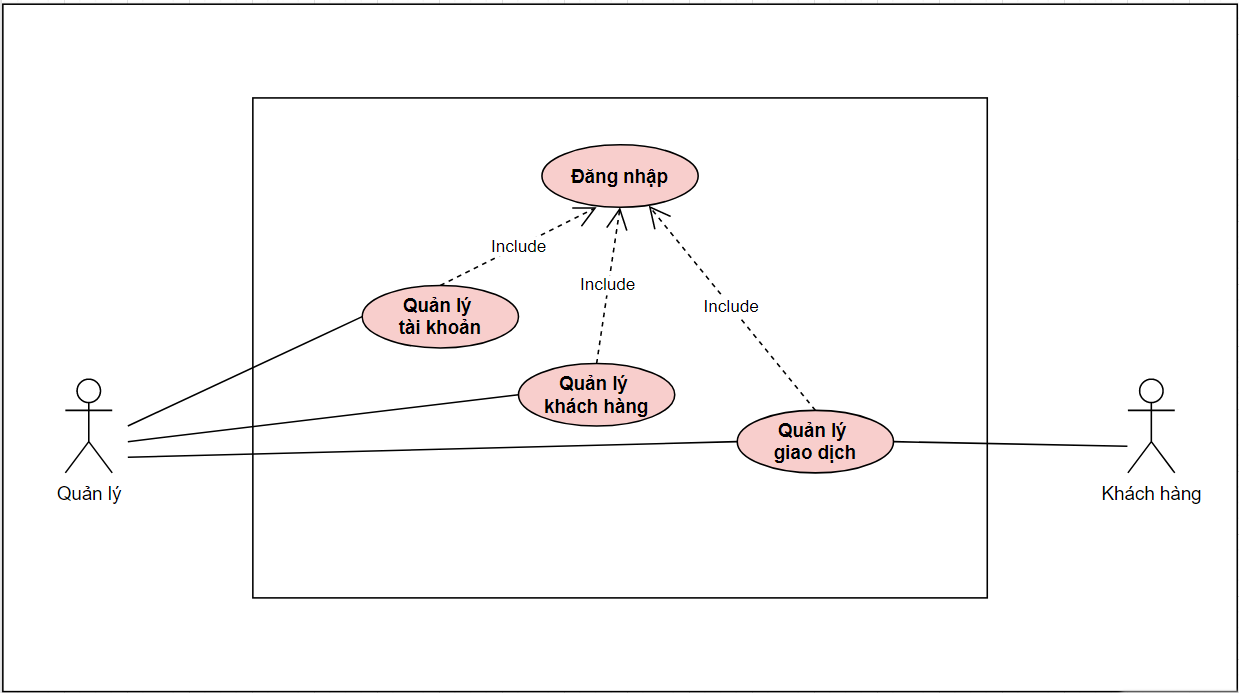 Đăng nhập
Include
Include
Include
Quản lý
tài khoản
Quản lý
khách hàng
Quản lý
giao dịch
Quản lý
Khách hàng